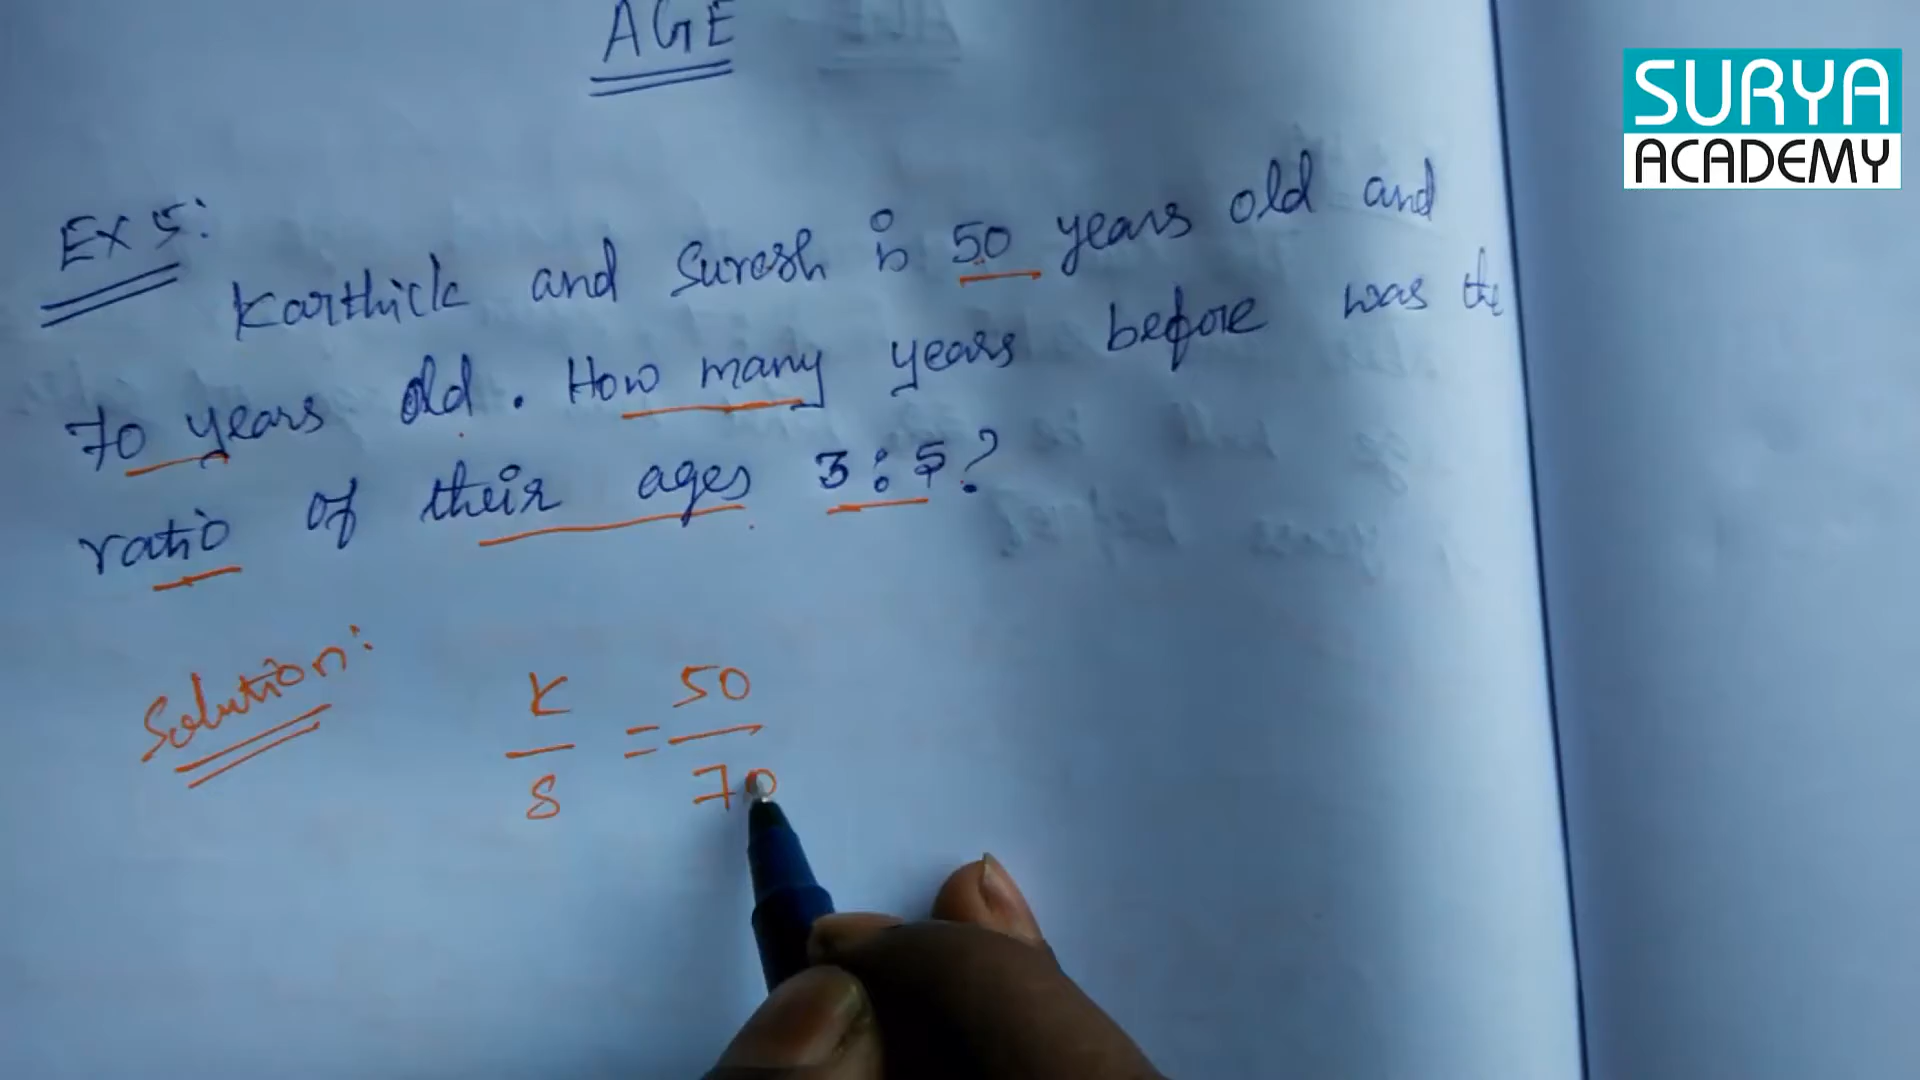 AGE
SURYA
ACADEMY
Ex 5:
Karthick and Suresh is 50 years old and
70 years old. How many years before was the
ratio of their ages 3:5?
Solution:
K/S = 50/70